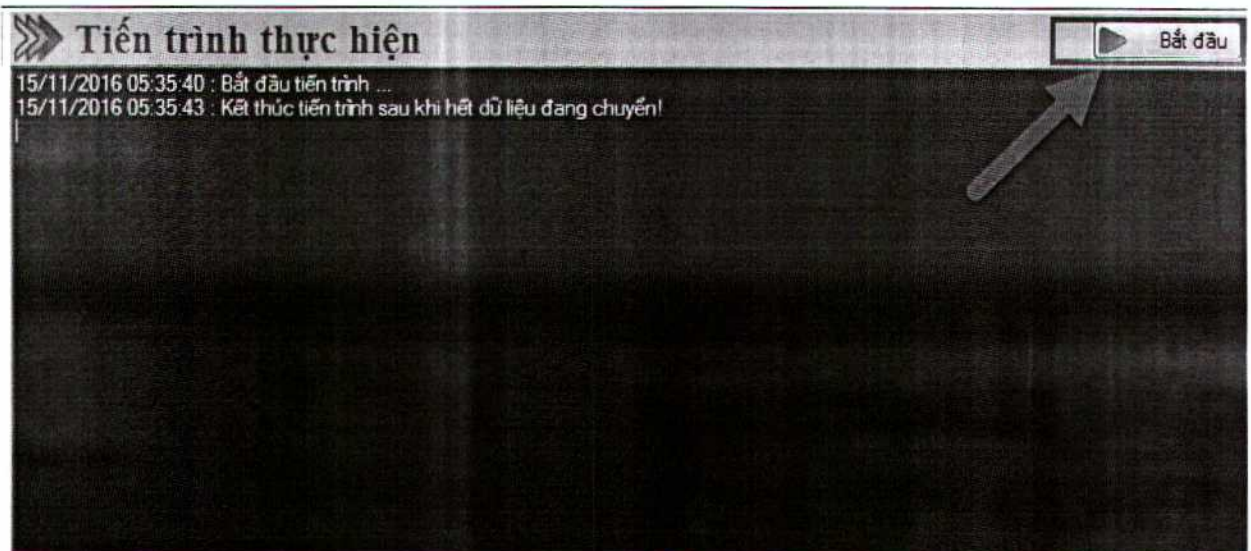 Tiến trình thực hiện
Bắt đầu
15/11/2016 05:35:40 : Bắt đầu tiến trình ...
15/11/2016 05:35:43 : Kết thúc tiến trình sau khi hết dữ liệu đang chuyển!